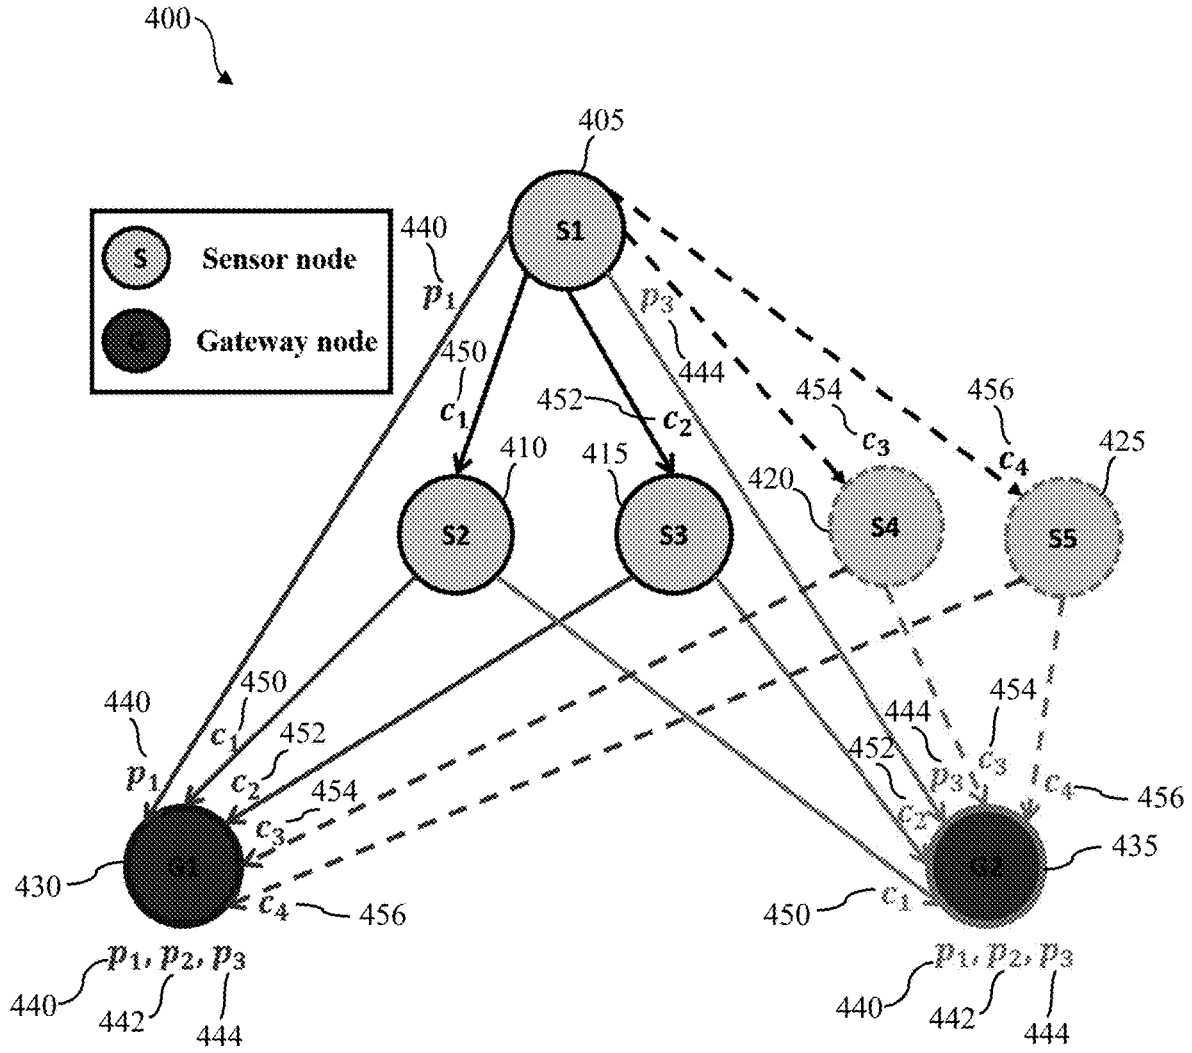 400
405
S1
440
p₁
S Sensor node
G Gateway node
p₃
444
450
c₁
452
c₂
454
c₃
456
c₄
410
415
420
425
S2
S3
S4
S5
440
p₁
450
c₁
452
c₂
454
c₃
c₄
456
430
G1
p₁, p₂, p₃
440
442
444
444
p₃
452
c₂
454
c₃
c₄
456
450
c₁
G2
435
p₁, p₂, p₃
440
442
444